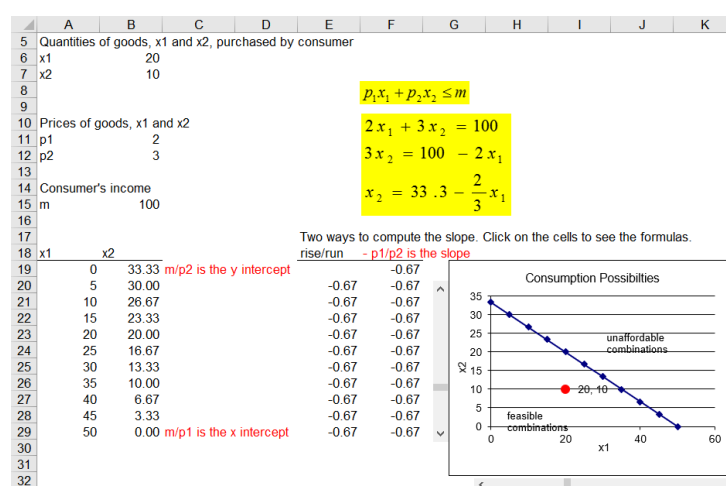 A B C D E F G H I J K
5 Quantities of goods, x1 and x2, purchased by consumer
6 x1 20
7 x2 10
8 p₁x₁ + p₂x₂ ≤ m
9
10 Prices of goods, x1 and x2 2x₁ + 3x₂ = 100
11 p1 2
12 p2 3 3x₂ = 100 − 2x₁
13
14 Consumer's income x₂ = 33.3 − 2/3 x₁
15 m 100
16
17 Two ways to compute the slope. Click on the cells to see the formulas.
18 x1 x2 rise/run - p1/p2 is the slope
19 0 33.33 m/p2 is the y intercept -0.67
20 5 30.00 -0.67 -0.67
21 10 26.67 -0.67 -0.67
22 15 23.33 -0.67 -0.67
23 20 20.00 -0.67 -0.67
24 25 16.67 -0.67 -0.67
25 30 13.33 -0.67 -0.67
26 35 10.00 -0.67 -0.67
27 40 6.67 -0.67 -0.67
28 45 3.33 -0.67 -0.67
29 50 0.00 m/p1 is the x intercept -0.67 -0.67
30
31
32
Consumption Possibilties
35
30
25
20
15
10
5
0
x2
unaffordable
combinations
20, 10
feasible
combinations
0 20 40 60
x1